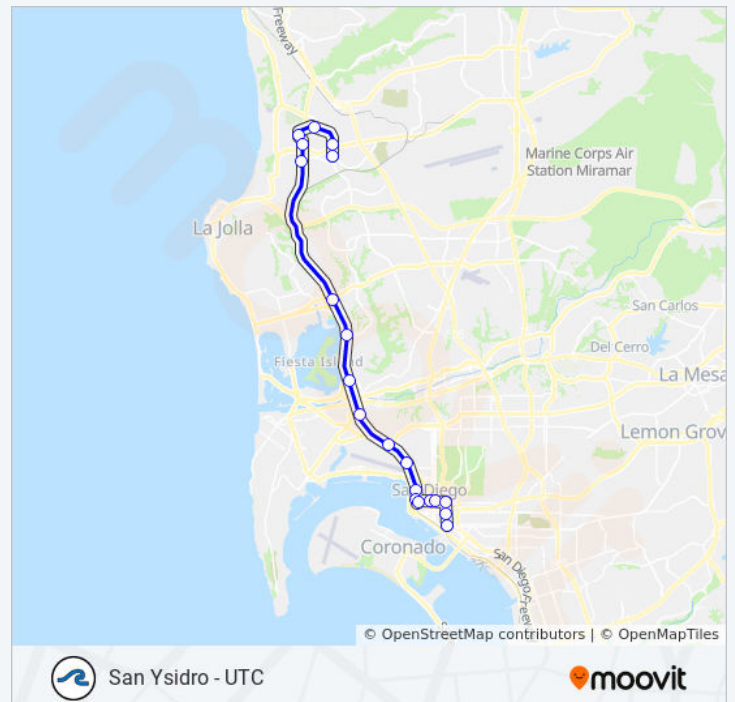 Freeway
Marine Corps Air
Station Miramar
La Jolla
San Carlos
Fiesta Island
Del Cerro
La Mesa
Lemon Grov
San Diego
Coronado
San Diego Freeway
© OpenStreetMap contributors | © OpenMapTiles
San Ysidro - UTC
moovit